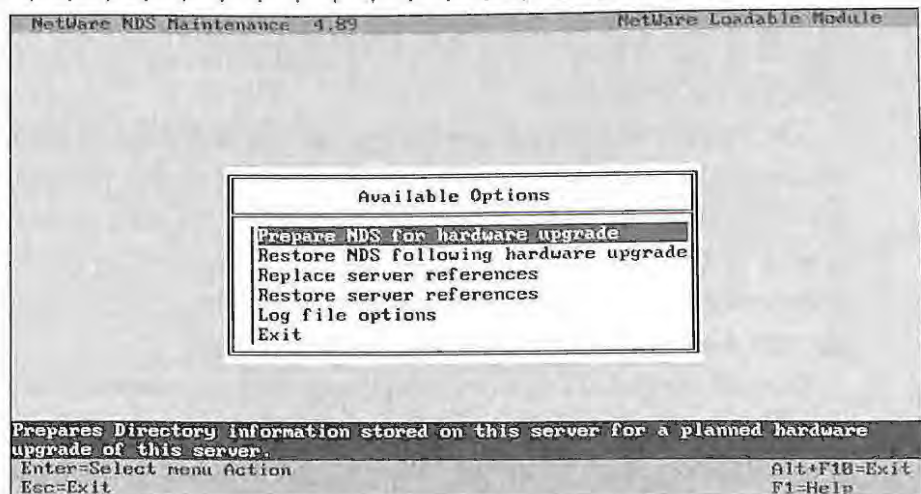 NetWare NDS Maintenance 4.89 NetWare Loadable Module
Available Options
Prepare NDS for hardware upgrade
Restore NDS following hardware upgrade
Replace server references
Restore server references
Log file options
Exit
Prepares Directory information stored on this server for a planned hardware
upgrade of this server.
Enter=Select menu Action Alt+F10=Exit
Esc=Exit F1=Help